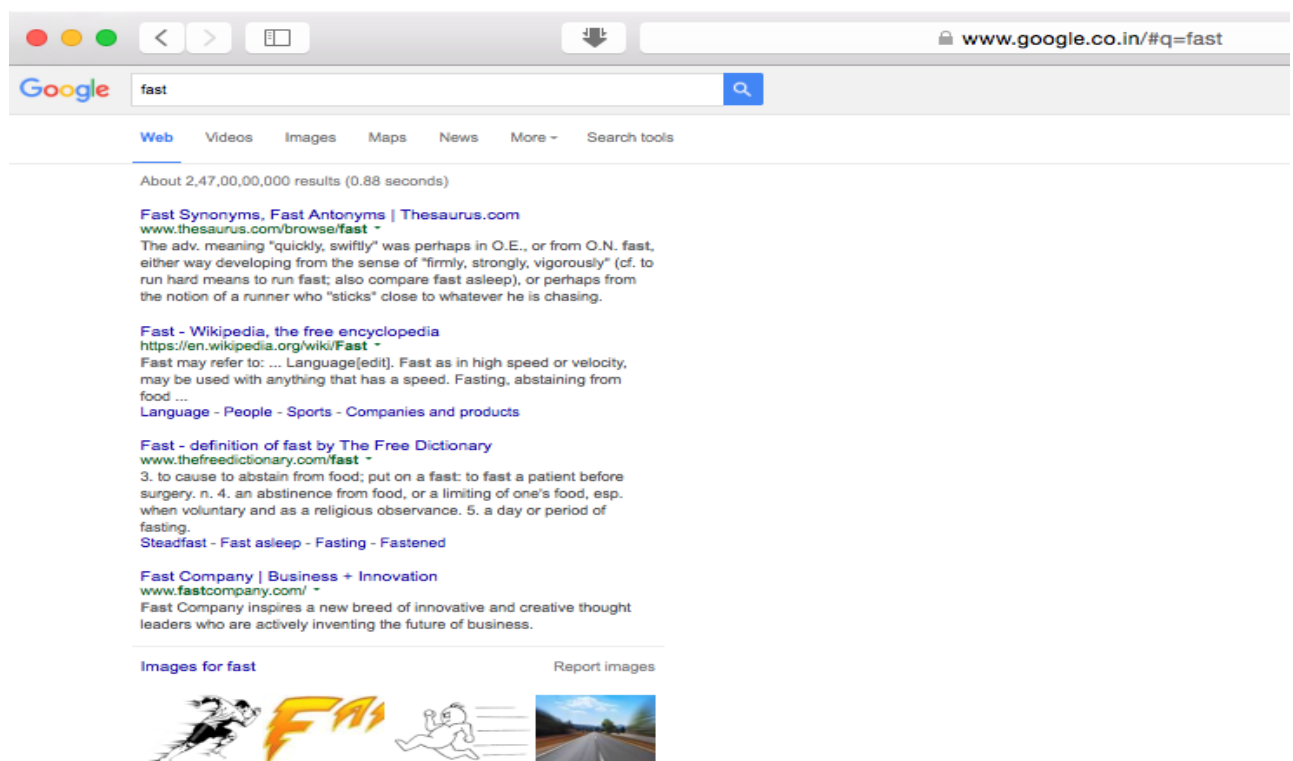 www.google.co.in/#q=fast
Google
fast
Web Videos Images Maps News More Search tools
About 2,47,00,00,000 results (0.88 seconds)
Fast Synonyms, Fast Antonyms | Thesaurus.com
www.thesaurus.com/browse/fast
The adv. meaning "quickly, swiftly" was perhaps in O.E., or from O.N. fast,
either way developing from the sense of "firmly, strongly, vigorously" (cf. to
run hard means to run fast; also compare fast asleep), or perhaps from
the notion of a runner who "sticks" close to whatever he is chasing.
Fast - Wikipedia, the free encyclopedia
https://en.wikipedia.org/wiki/Fast
Fast may refer to: ... Language[edit]. Fast as in high speed or velocity,
may be used with anything that has a speed. Fasting, abstaining from
food ...
Language - People - Sports - Companies and products
Fast - definition of fast by The Free Dictionary
www.thefreedictionary.com/fast
3. to cause to abstain from food; put on a fast: to fast a patient before
surgery. n. 4. an abstinence from food, or a limiting of one's food, esp.
when voluntary and as a religious observance. 5. a day or period of
fasting.
Steadfast - Fast asleep - Fasting - Fastened
Fast Company | Business + Innovation
www.fastcompany.com/
Fast Company inspires a new breed of innovative and creative thought
leaders who are actively inventing the future of business.
Images for fast Report images